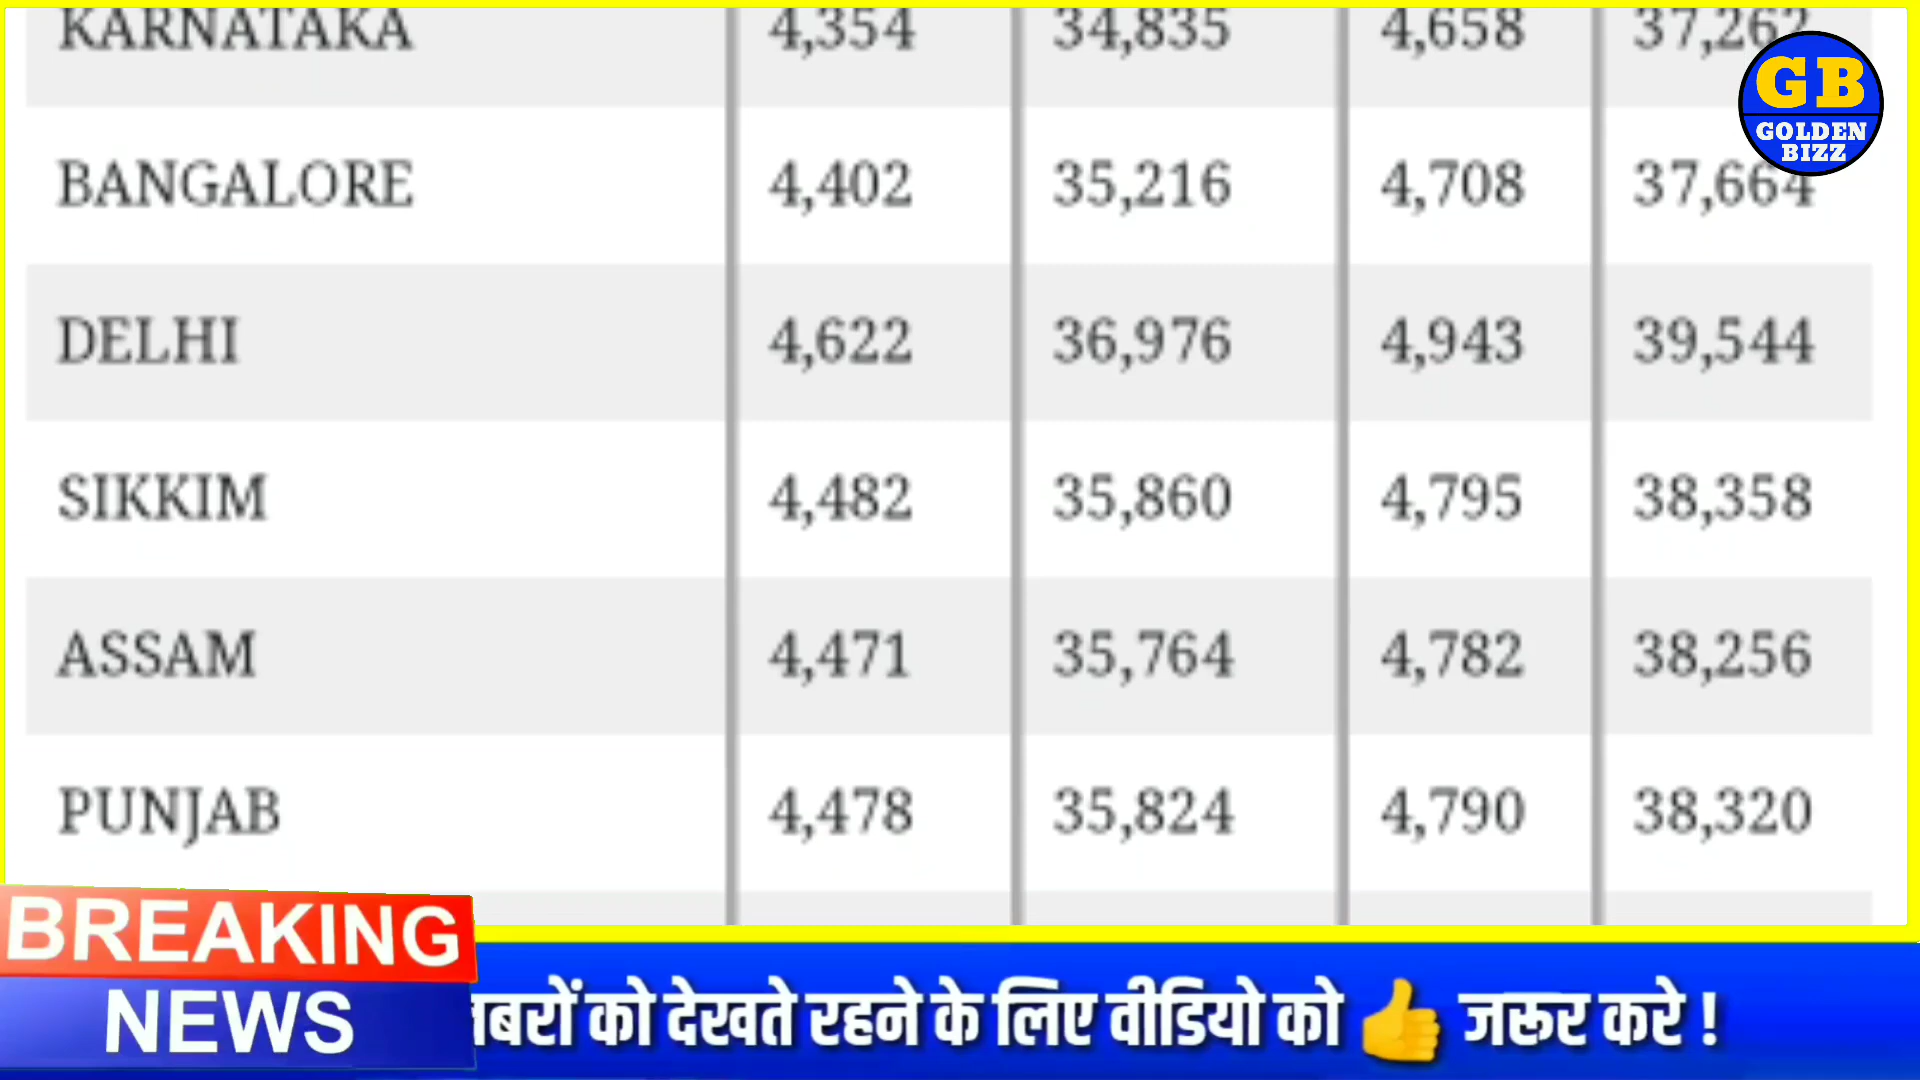 KARNATAKA 4,354 34,835 4,658 37,262
BANGALORE 4,402 35,216 4,708 37,664
DELHI 4,622 36,976 4,943 39,544
SIKKIM 4,482 35,860 4,795 38,358
ASSAM 4,471 35,764 4,782 38,256
PUNJAB 4,478 35,824 4,790 38,320
GB
GOLDEN
BIZZ
BREAKING
NEWS
को देखते रहने के लिए वीडियो को 👍 जरूर करे !